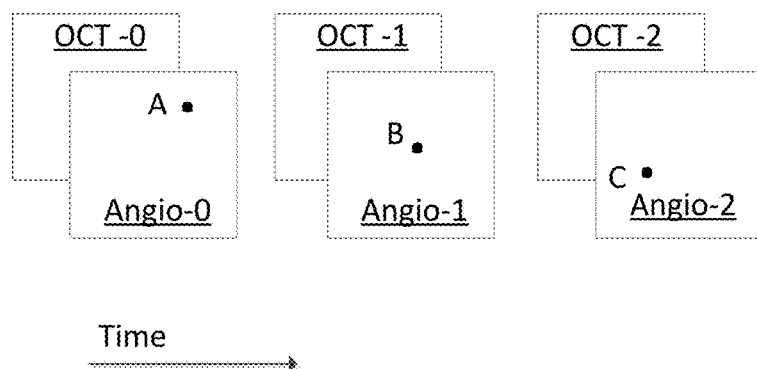 OCT -0
OCT -1
OCT -2
A
B
C
Angio-0
Angio-1
Angio-2
Time